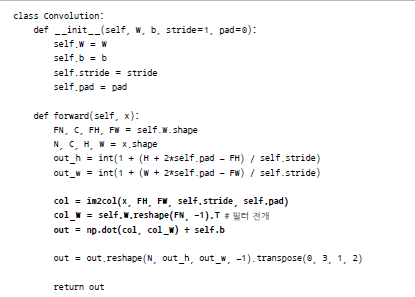 class Convolution:
    def __init__(self, W, b, stride=1, pad=0):
        self.W = W
        self.b = b
        self.stride = stride
        self.pad = pad

    def forward(self, x):
        FN, C, FH, FW = self.W.shape
        N, C, H, W = x.shape
        out_h = int(1 + (H + 2*self.pad - FH) / self.stride)
        out_w = int(1 + (W + 2*self.pad - FW) / self.stride)

        col = im2col(x, FH, FW, self.stride, self.pad)
        col_W = self.W.reshape(FN, -1).T # 필터 전개
        out = np.dot(col, col_W) + self.b

        out = out.reshape(N, out_h, out_w, -1).transpose(0, 3, 1, 2)

        return out